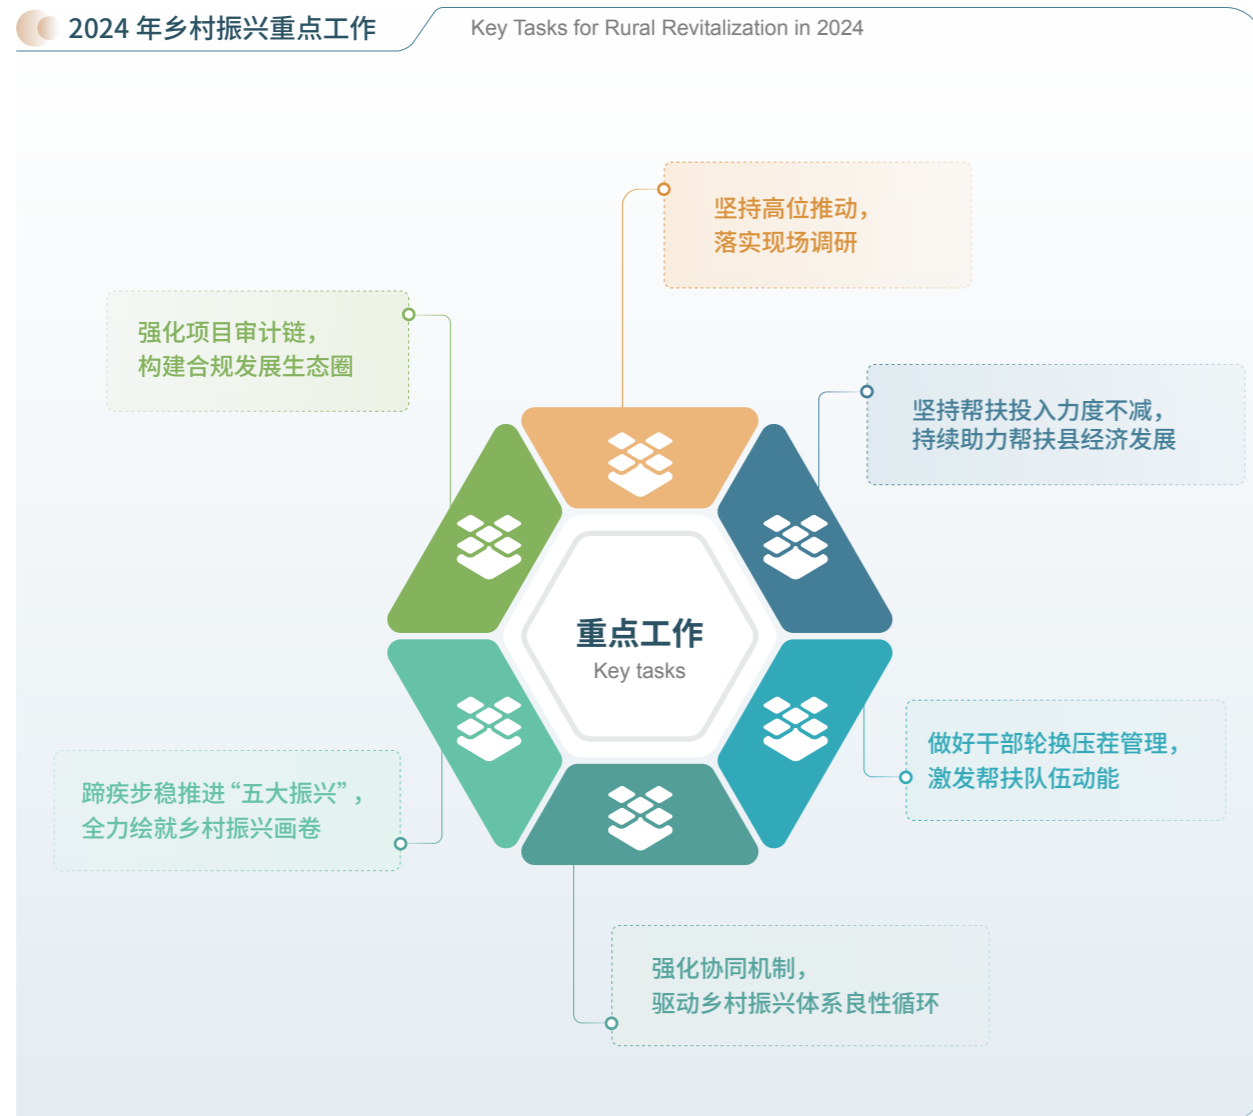 2024 年乡村振兴重点工作
Key Tasks for Rural Revitalization in 2024
坚持高位推动，
落实现场调研
强化项目审计链，
构建合规发展生态圈
坚持帮扶投入力度不减，
持续助力帮扶县经济发展
重点工作
Key tasks
做好干部轮换压茬管理，
激发帮扶队伍动能
蹄疾步稳推进“五大振兴”，
全力绘就乡村振兴画卷
强化协同机制，
驱动乡村振兴体系良性循环